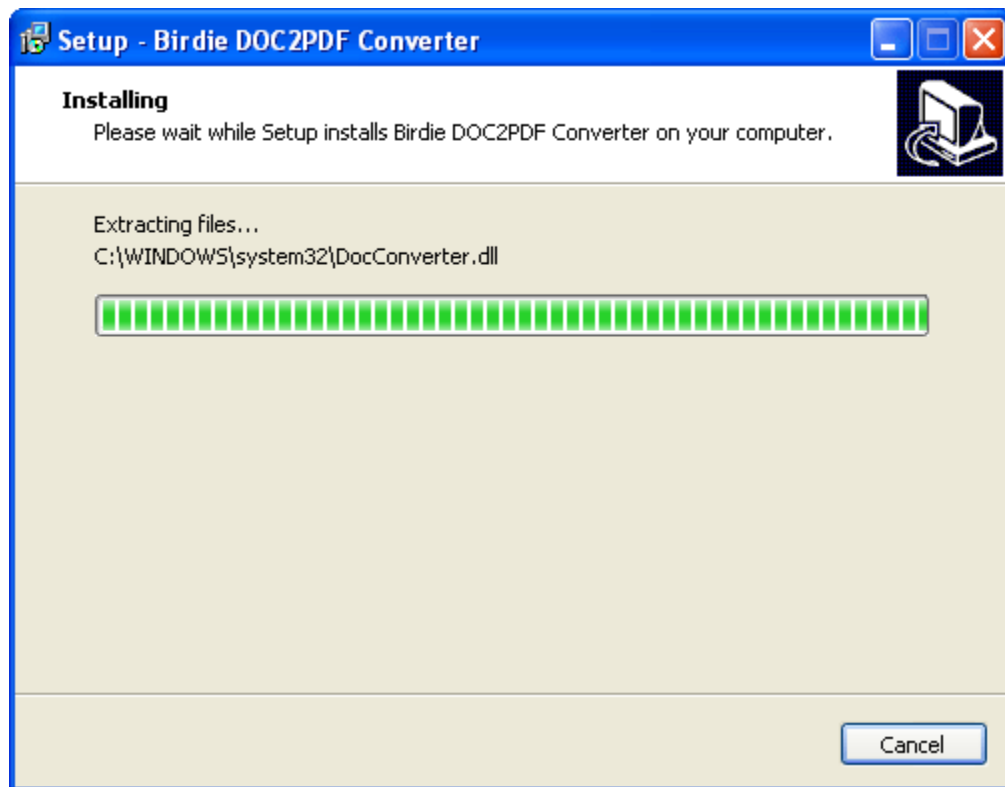 Setup - Birdie DOC2PDF Converter
Installing
Please wait while Setup installs Birdie DOC2PDF Converter on your computer.
Extracting files...
C:\WINDOWS\system32\DocConverter.dll
Cancel